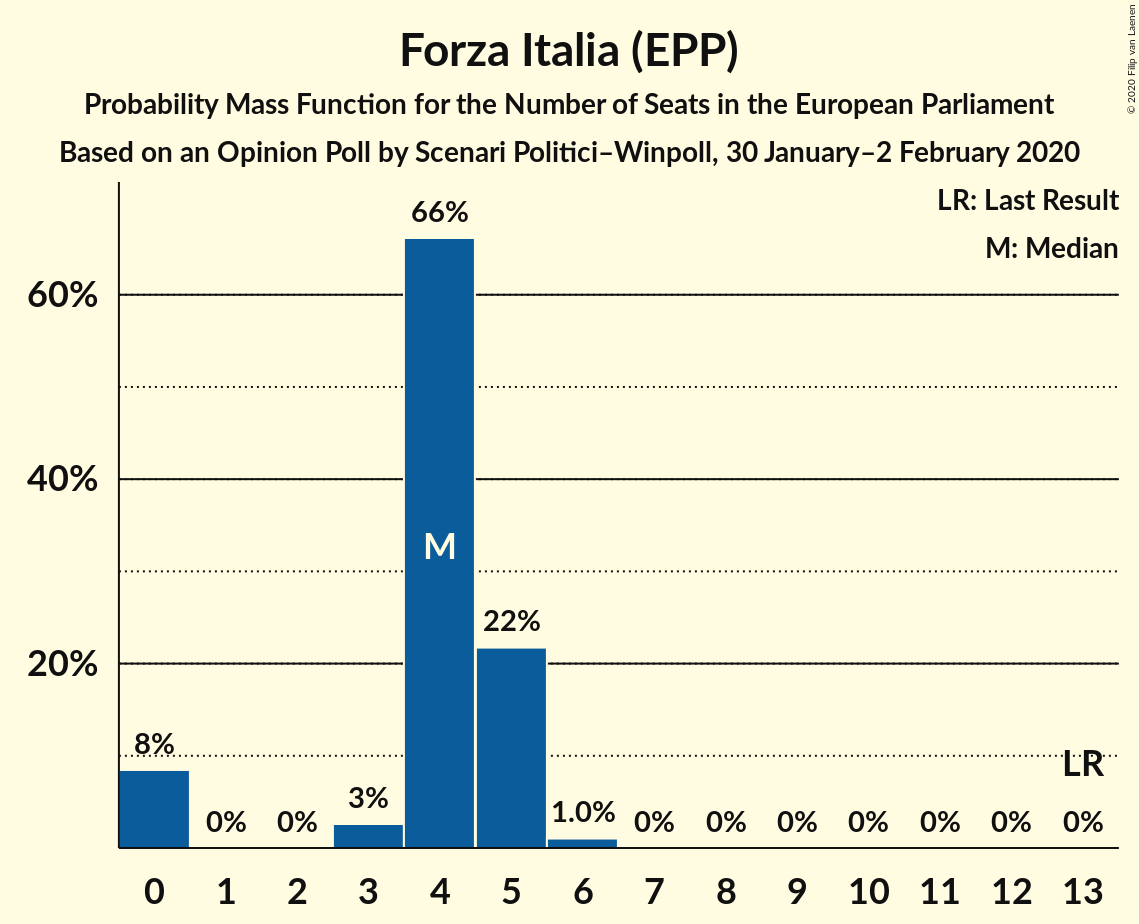 Forza Italia (EPP)
Probability Mass Function for the Number of Seats in the European Parliament
Based on an Opinion Poll by Scenari Politici–Winpoll, 30 January–2 February 2020
© 2020 Filip van Laenen
LR: Last Result
M: Median
60%
40%
20%
8%
0%
0%
3%
66%
M
22%
1.0%
0%
0%
0%
0%
0%
0%
LR
0%
0 1 2 3 4 5 6 7 8 9 10 11 12 13